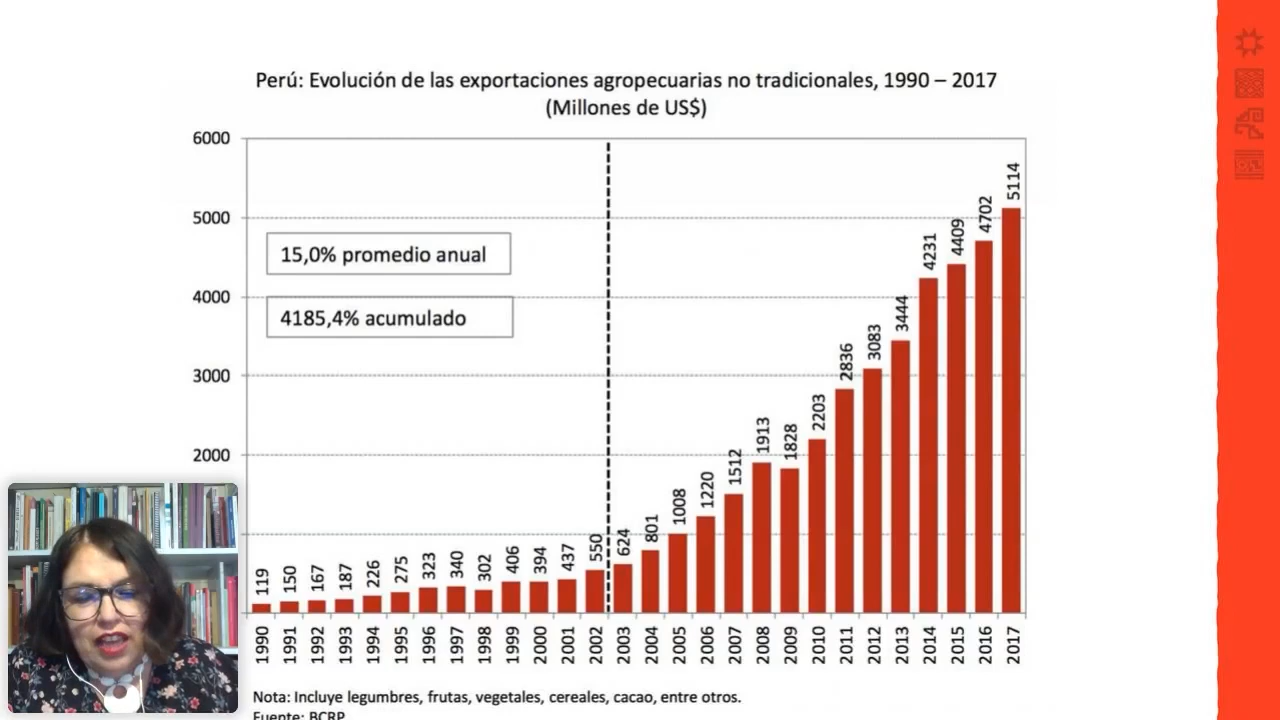 Perú: Evolución de las exportaciones agropecuarias no tradicionales, 1990 – 2017
(Millones de US$)
6000
5000
4000
3000
2000
15,0% promedio anual
4185,4% acumulado
119 150 167 187 226 275 323 340 302 406 394 437 550 624 801 1008 1220 1512 1913 1828 2203 2836 3083 3444 4231 4409 4702 5114
1990 1991 1992 1993 1994 1995 1996 1997 1998 1999 2000 2001 2002 2003 2004 2005 2006 2007 2008 2009 2010 2011 2012 2013 2014 2015 2016 2017
Nota: Incluye legumbres, frutas, vegetales, cereales, cacao, entre otros.
Fuente: BCRP